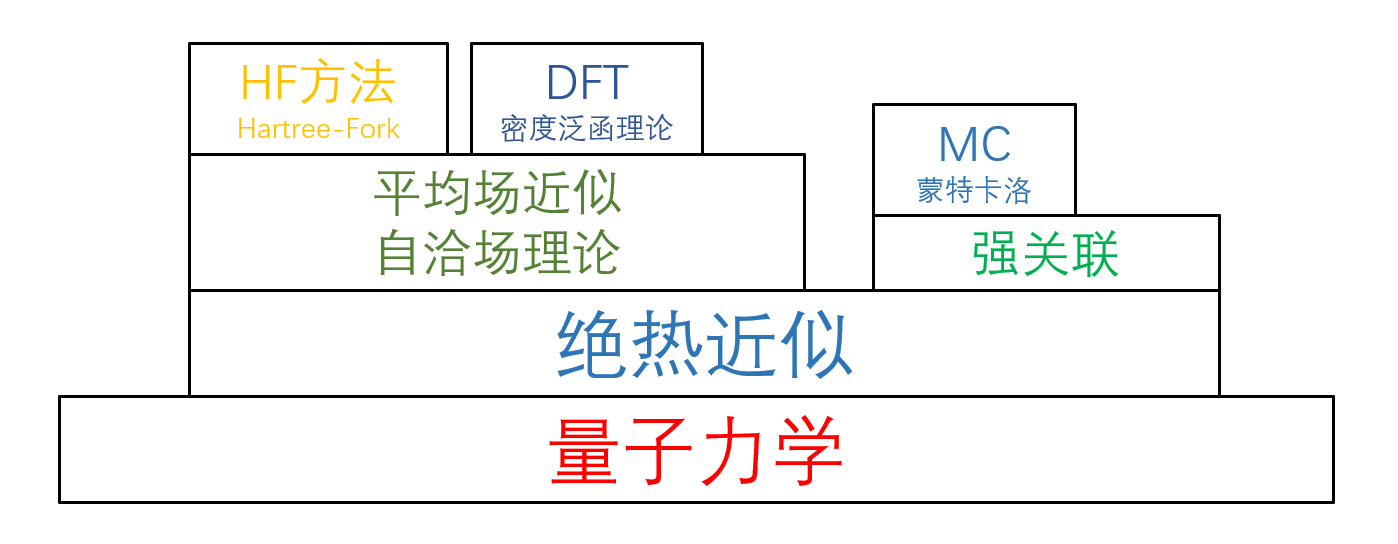 HF方法
Hartree-Fork
DFT
密度泛函理论
MC
蒙特卡洛
平均场近似
自洽场理论
强关联
绝热近似
量子力学